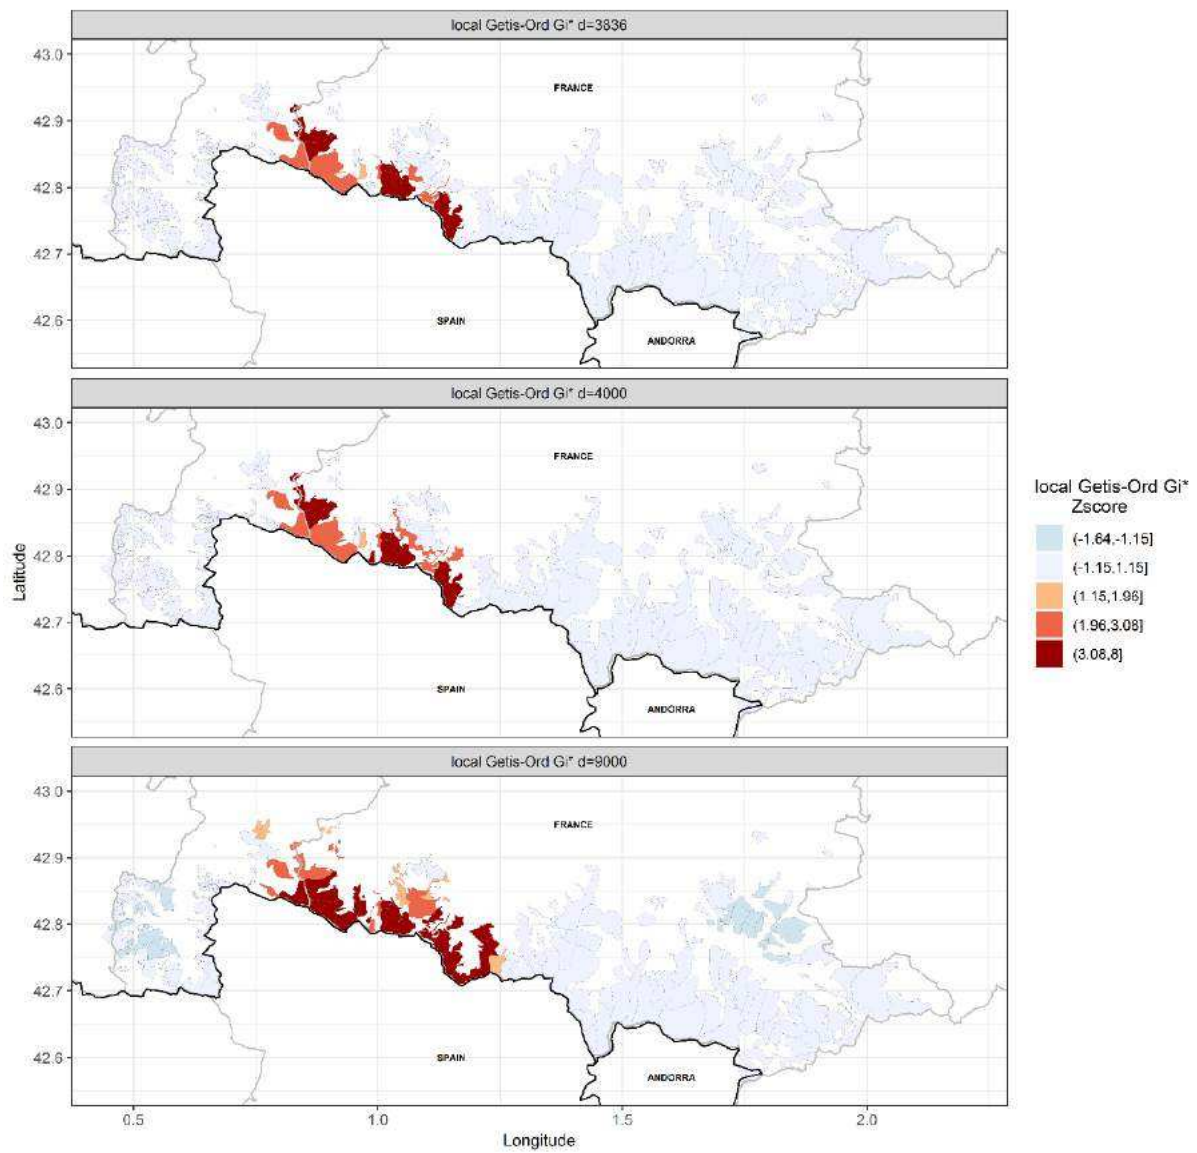 local Getis-Ord Gi* d=3836
43.0
42.9
42.8
42.7
42.6
FRANCE
SPAIN
ANDORRA
local Getis-Ord Gi* d=4000
43.0
42.9
42.8
42.7
42.6
FRANCE
SPAIN
ANDORRA
Latitude
local Getis-Ord Gi* d=9000
43.0
42.9
42.8
42.7
42.6
FRANCE
SPAIN
ANDORRA
0.5 1.0 1.5 2.0
Longitude
local Getis-Ord Gi*
Zscore
(-1.64,-1.15]
(-1.15,1.15]
(1.15,1.96]
(1.96,3.08]
(3.08,8]